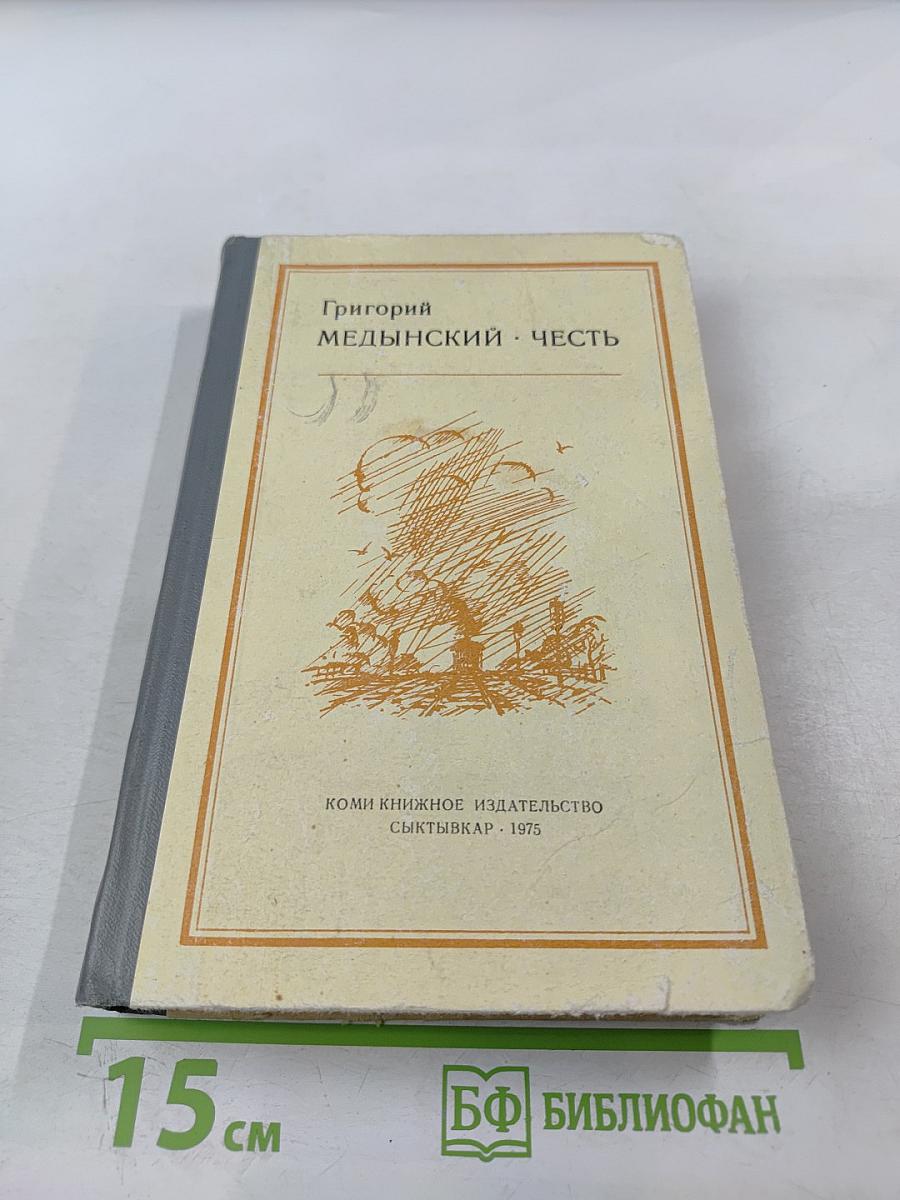 Григорий
МЕДЫНСКИЙ · ЧЕСТЬ
КОМИ КНИЖНОЕ ИЗДАТЕЛЬСТВО
СЫКТЫВКАР · 1975
15 см
БФ БИБЛИОФАН